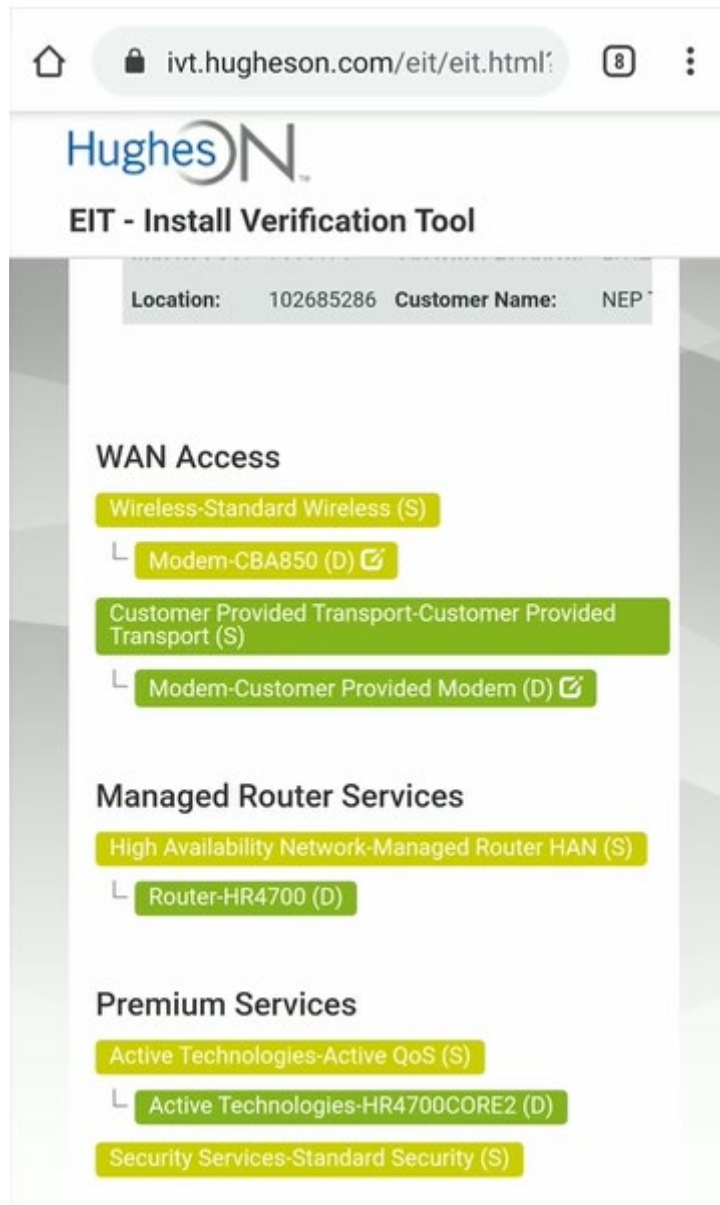 ivt.hugheson.com/eit/eit.html
8
HughesON™
EIT - Install Verification Tool
Location: 102685286 Customer Name: NEP
WAN Access
Wireless-Standard Wireless (S)
Modem-CBA850 (D)
Customer Provided Transport-Customer Provided
Transport (S)
Modem-Customer Provided Modem (D)
Managed Router Services
High Availability Network-Managed Router HAN (S)
Router-HR4700 (D)
Premium Services
Active Technologies-Active QoS (S)
Active Technologies-HR4700CORE2 (D)
Security Services-Standard Security (S)